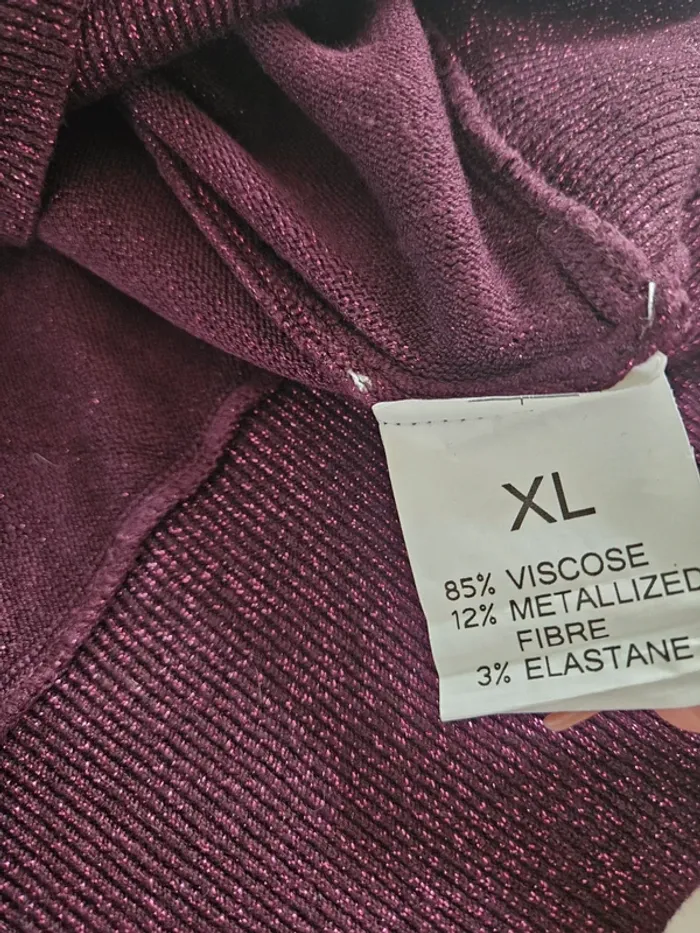 XL
85% VISCOSE
12% METALLIZED
FIBRE
3% ELASTANE